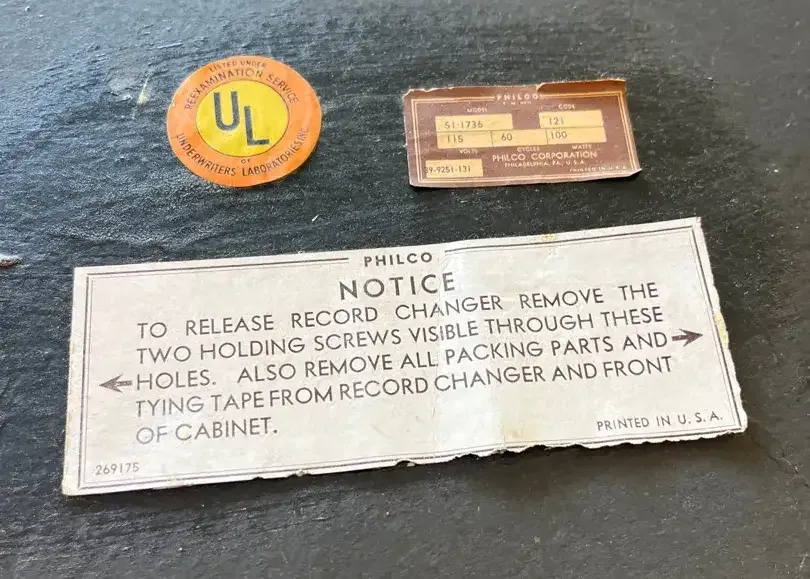 LISTED UNDER
REEXAMINATION SERVICE
UL
OF
UNDERWRITERS LABORATORIES INC.
PHILCO
MODEL CODE
51-1736 121
115 60 100
VOLTS CYCLES WATTS
PHILCO CORPORATION
PHILADELPHIA, PA., U.S.A.
39-9251-131 PRINTED IN U.S.A.
PHILCO
NOTICE
TO RELEASE RECORD CHANGER REMOVE THE
TWO HOLDING SCREWS VISIBLE THROUGH THESE
HOLES. ALSO REMOVE ALL PACKING PARTS AND
TYING TAPE FROM RECORD CHANGER AND FRONT
OF CABINET.
269175 PRINTED IN U.S.A.